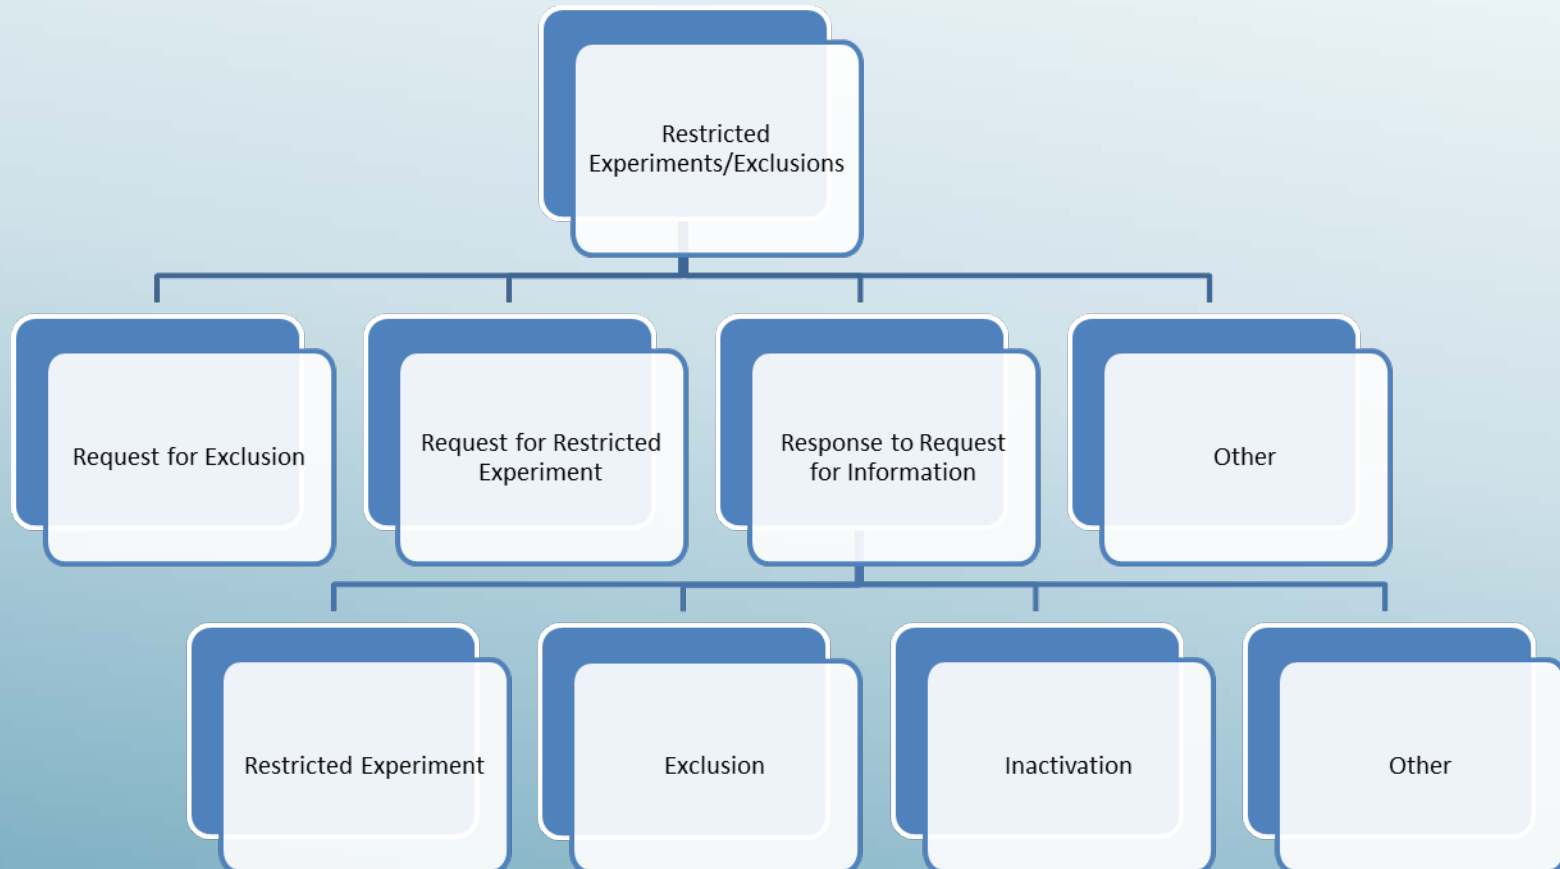 Restricted
Experiments/Exclusions
Request for Exclusion
Request for Restricted
Experiment
Response to Request
for Information
Other
Restricted Experiment
Exclusion
Inactivation
Other